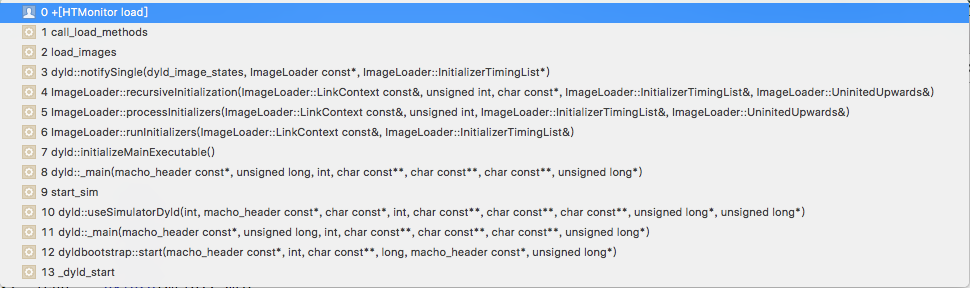 0 +[HTMonitor load]
1 call_load_methods
2 load_images
3 dyld::notifySingle(dyld_image_states, ImageLoader const*, ImageLoader::InitializerTimingList*)
4 ImageLoader::recursiveInitialization(ImageLoader::LinkContext const&, unsigned int, char const*, ImageLoader::InitializerTimingList&, ImageLoader::UninitedUpwards&)
5 ImageLoader::processInitializers(ImageLoader::LinkContext const&, unsigned int, ImageLoader::InitializerTimingList&, ImageLoader::UninitedUpwards&)
6 ImageLoader::runInitializers(ImageLoader::LinkContext const&, ImageLoader::InitializerTimingList&)
7 dyld::initializeMainExecutable()
8 dyld::_main(macho_header const*, unsigned long, int, char const**, char const**, char const**, unsigned long*)
9 start_sim
10 dyld::useSimulatorDyld(int, macho_header const*, char const*, int, char const**, char const**, char const**, unsigned long*, unsigned long*)
11 dyld::_main(macho_header const*, unsigned long, int, char const**, char const**, char const**, unsigned long*)
12 dyldbootstrap::start(macho_header const*, int, char const**, long, macho_header const*, unsigned long*)
13 _dyld_start